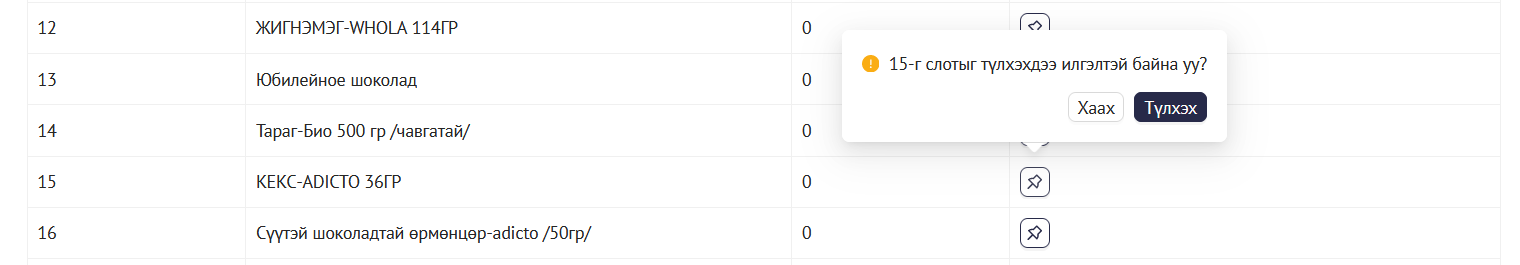 12 ЖИГНЭМЭГ-WHOLA 114ГР 0
15-г слотыг түлхэхдээ илгэлтэй байна уу?
13 Юбилейное шоколад 0
Хаах Түлхэх
14 Тараг-Био 500 гр /чавгатай/ 0
15 КЕКС-ADICTO 36ГР 0
16 Сүүтэй шоколадтай өрмөнцөр-adicto /50гр/ 0